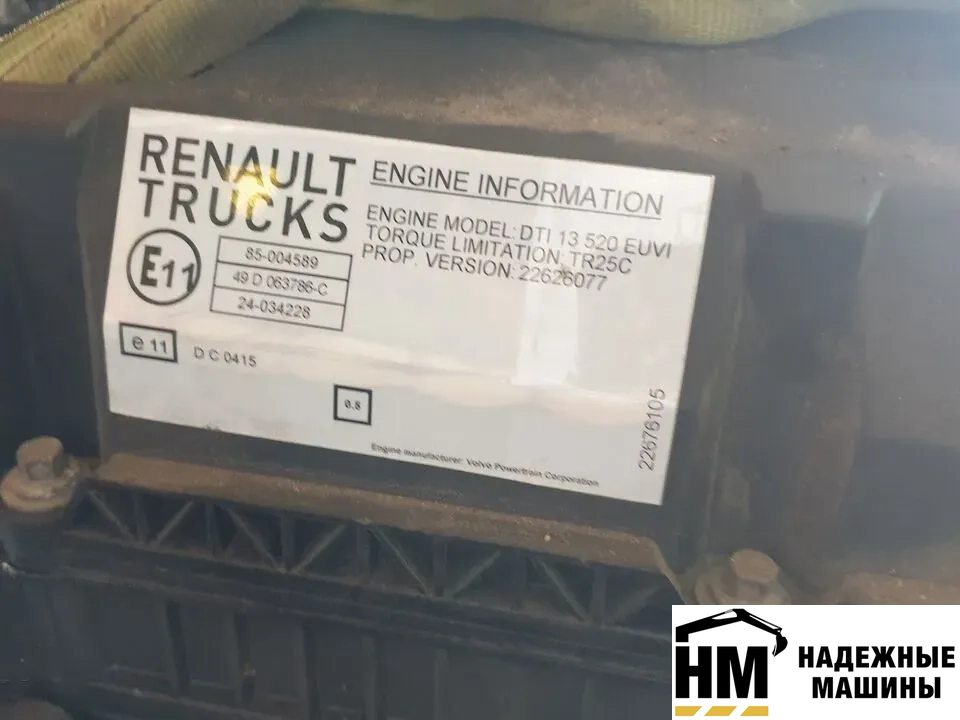 RENAULT
TRUCKS
E11
85-004589
49 D 063786-C
24-034228
e 11
D C 0415
0.8
ENGINE INFORMATION
ENGINE MODEL: DTI 13 520 EUVI
TORQUE LIMITATION: TR25C
PROP. VERSION: 22626077
22676105
Engine manufacturer: Volvo Powertrain Corporation
НМ
НАДЕЖНЫЕ
МАШИНЫ